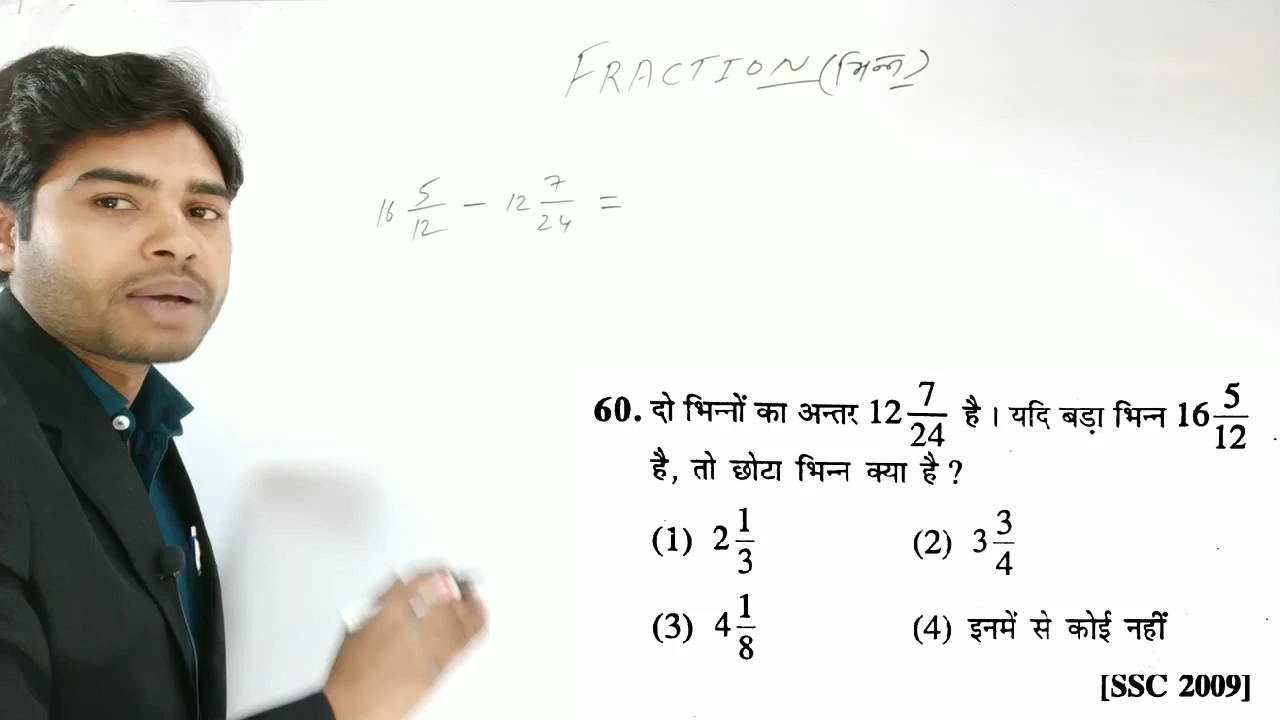 FRACTION (भिन्न)
16 5/12 - 12 7/24 =
60. दो भिन्नों का अन्तर 12 7/24 है । यदि बड़ा भिन्न 16 5/12
है, तो छोटा भिन्न क्या है ?
(1) 2 1/3 (2) 3 3/4
(3) 4 1/8 (4) इनमें से कोई नहीं
[SSC 2009]